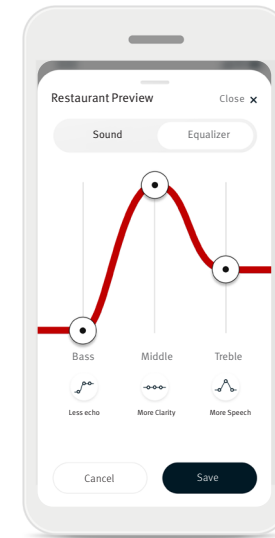 Restaurant Preview Close ×
Sound Equalizer
Bass Middle Treble
Less echo More Clarity More Speech
Cancel Save